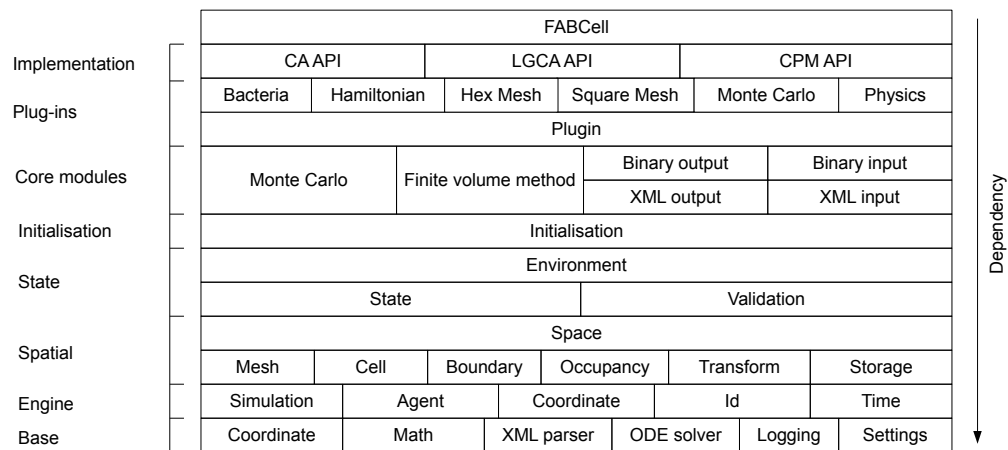 FABCell
Implementation
CA API
LGCA API
CPM API
Plug-ins
Bacteria
Hamiltonian
Hex Mesh
Square Mesh
Monte Carlo
Physics
Plugin
Core modules
Monte Carlo
Finite volume method
Binary output
Binary input
XML output
XML input
Initialisation
Initialisation
State
Environment
State
Validation
Spatial
Space
Mesh
Cell
Boundary
Occupancy
Transform
Storage
Engine
Simulation
Agent
Coordinate
Id
Time
Base
Coordinate
Math
XML parser
ODE solver
Logging
Settings
Dependency